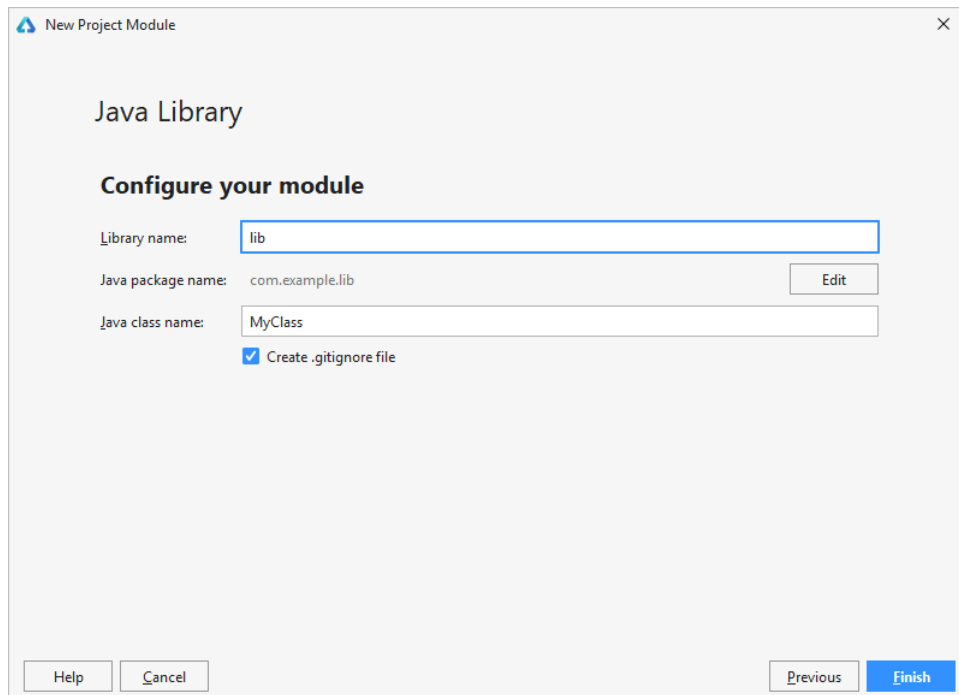 New Project Module
Java Library
Configure your module
Library name: lib
Java package name: com.example.lib Edit
Java class name: MyClass
Create .gitignore file
Help Cancel Previous Finish